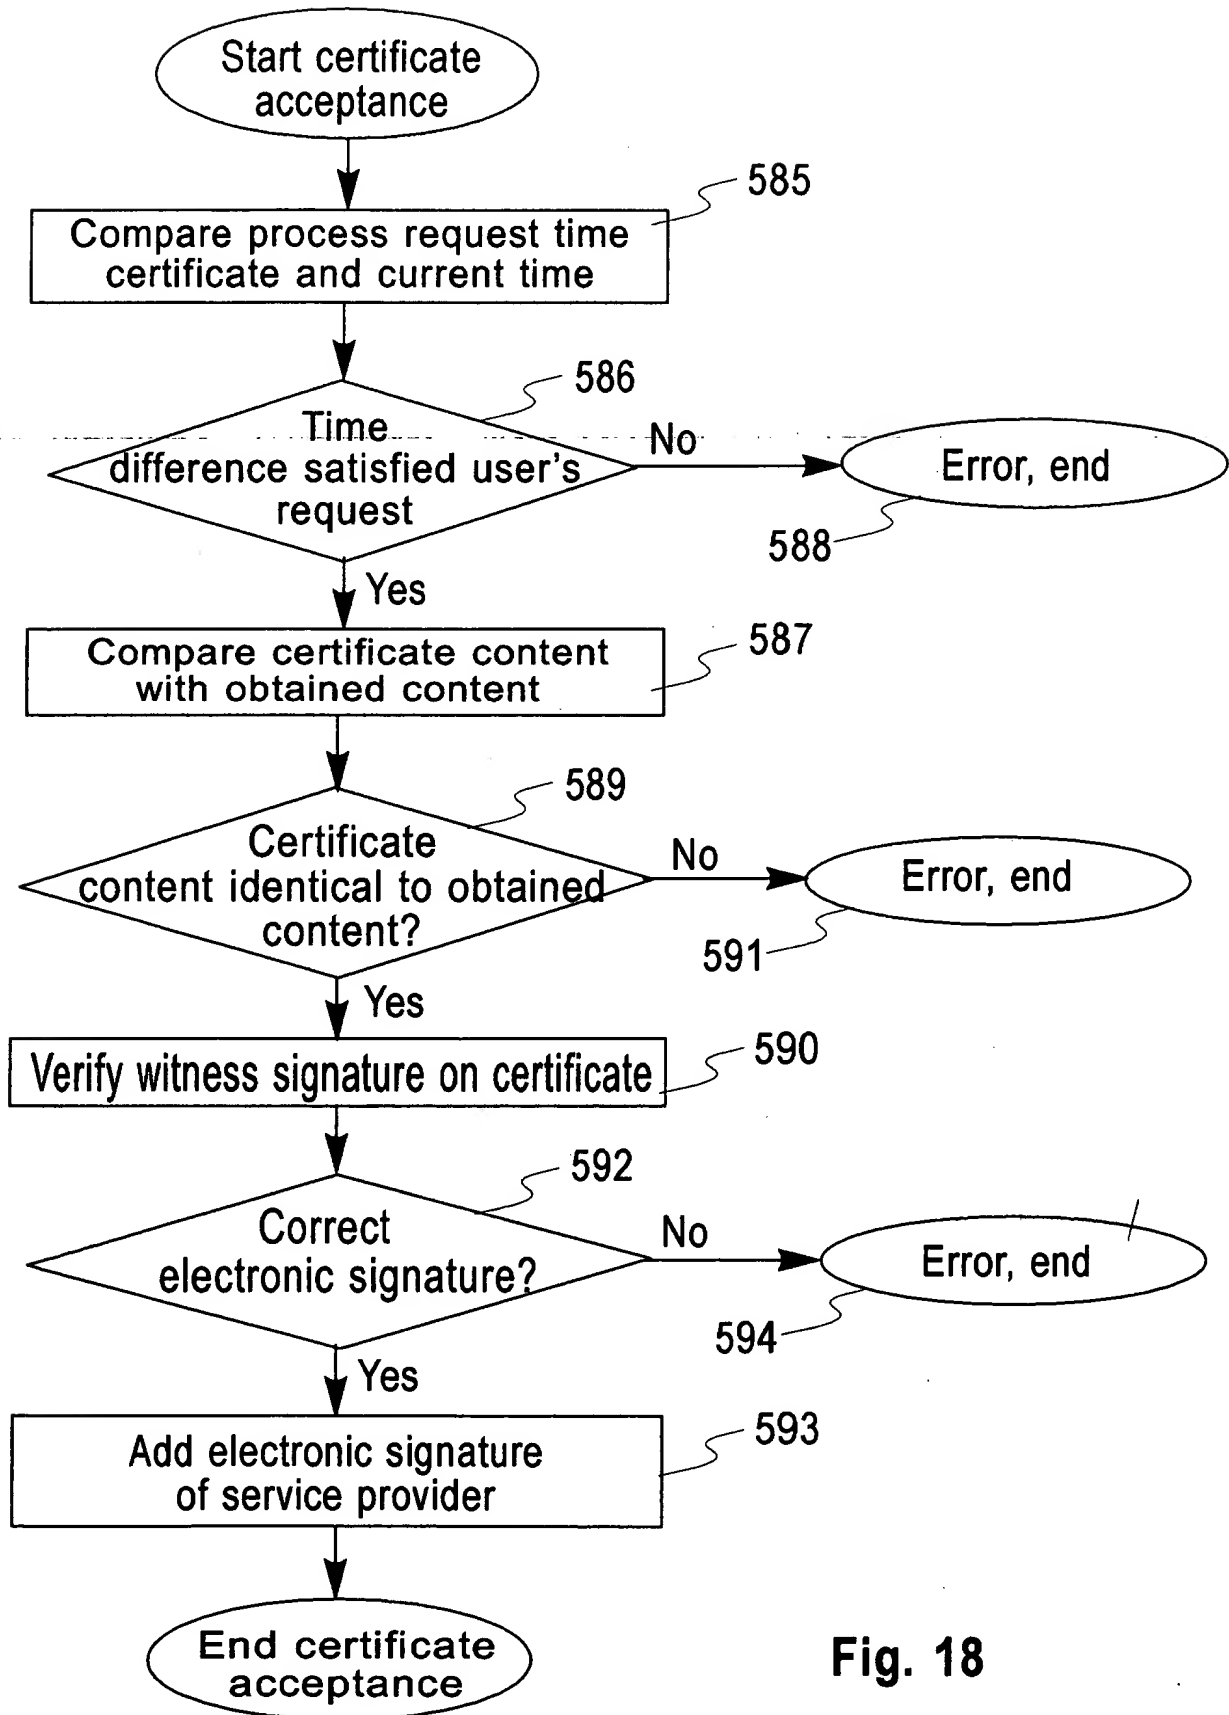 Start certificate
acceptance
585
Compare process request time
certificate and current time
586
Time
difference satisfied user's
request
No
Error, end
588
Yes
587
Compare certificate content
with obtained content
589
Certificate
content identical to obtained
content?
No
Error, end
591
Yes
590
Verify witness signature on certificate
592
Correct
electronic signature?
No
Error, end
594
Yes
593
Add electronic signature
of service provider
End certificate
acceptance
Fig. 18